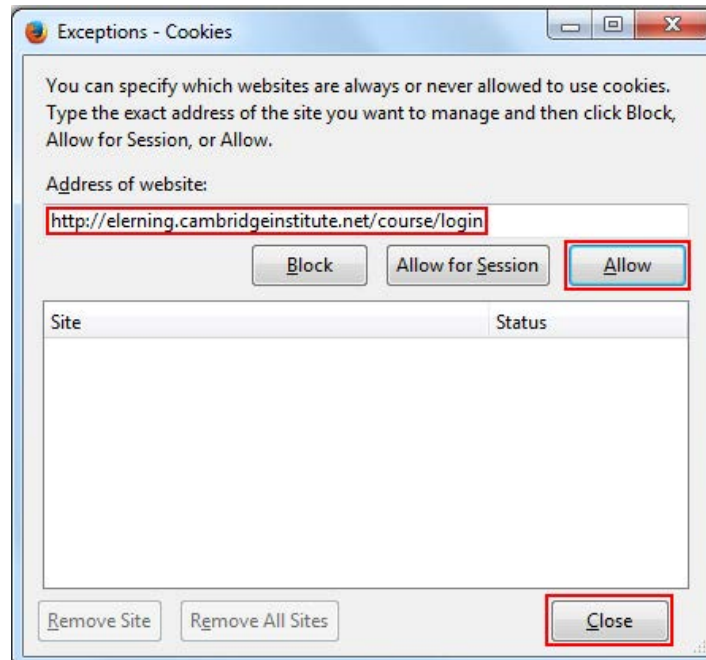 Exceptions - Cookies
You can specify which websites are always or never allowed to use cookies.
Type the exact address of the site you want to manage and then click Block,
Allow for Session, or Allow.
Address of website:
http://elerning.cambridgeinstitute.net/course/login
Block Allow for Session Allow
Site Status
Remove Site Remove All Sites Close